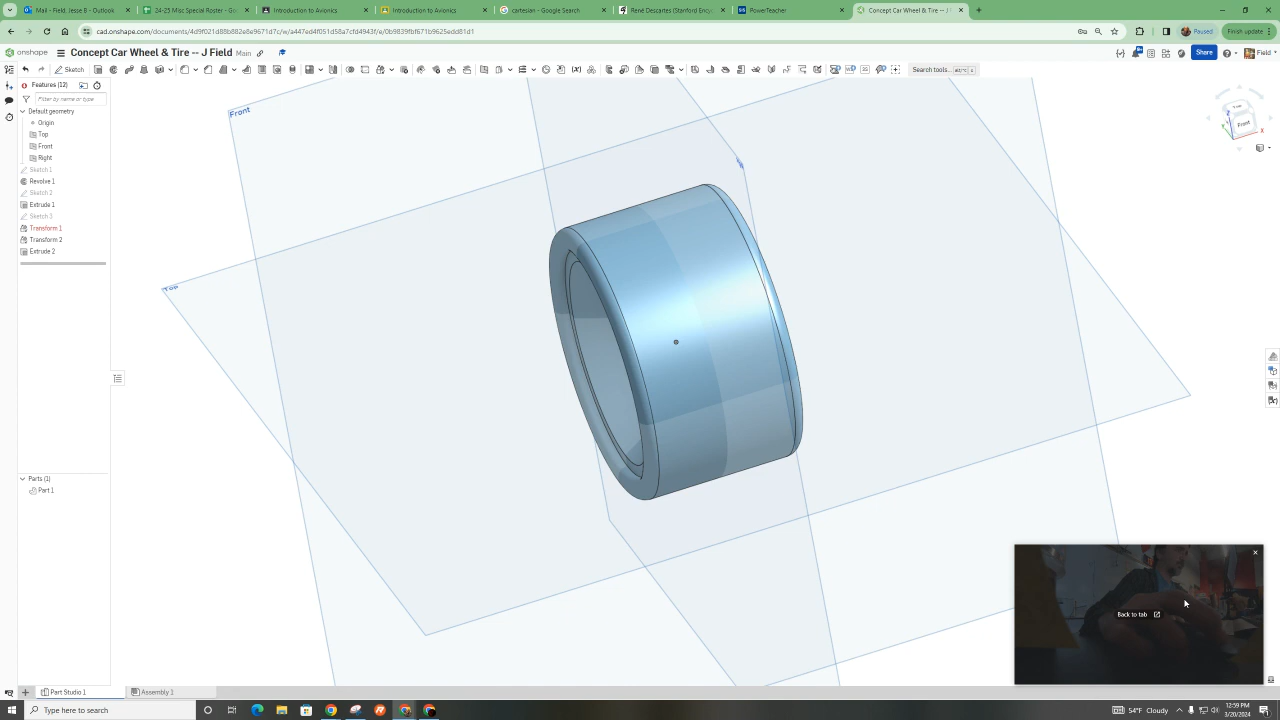 Mail - Field, Jesse B - Outlook
24-25 Misc Special Roster - Go
Introduction to Avionics
Introduction to Avionics
cartesian - Google Search
René Descartes (Stanford Ency
PowerTeacher
Concept Car Wheel & Tire -- J F
cad.onshape.com/documents/4d9f021d88b882e8e9671d7c/w/a447ed4f051d58a7cfd4943f/e/0b9839fbf671b9625edd81d1
Paused
Finish update
onshape
Concept Car Wheel & Tire -- J Field
Main
Share
Field
Sketch
Search tools...
Features (12)
Filter by name or type
Default geometry
Origin
Top
Front
Right
Sketch 1
Revolve 1
Sketch 2
Extrude 1
Sketch 3
Transform 1
Transform 2
Extrude 2
Front
Top
Front
X
Parts (1)
Part 1
Back to tab
Part Studio 1
Assembly 1
Type here to search
54°F Cloudy
12:59 PM
3/20/2024